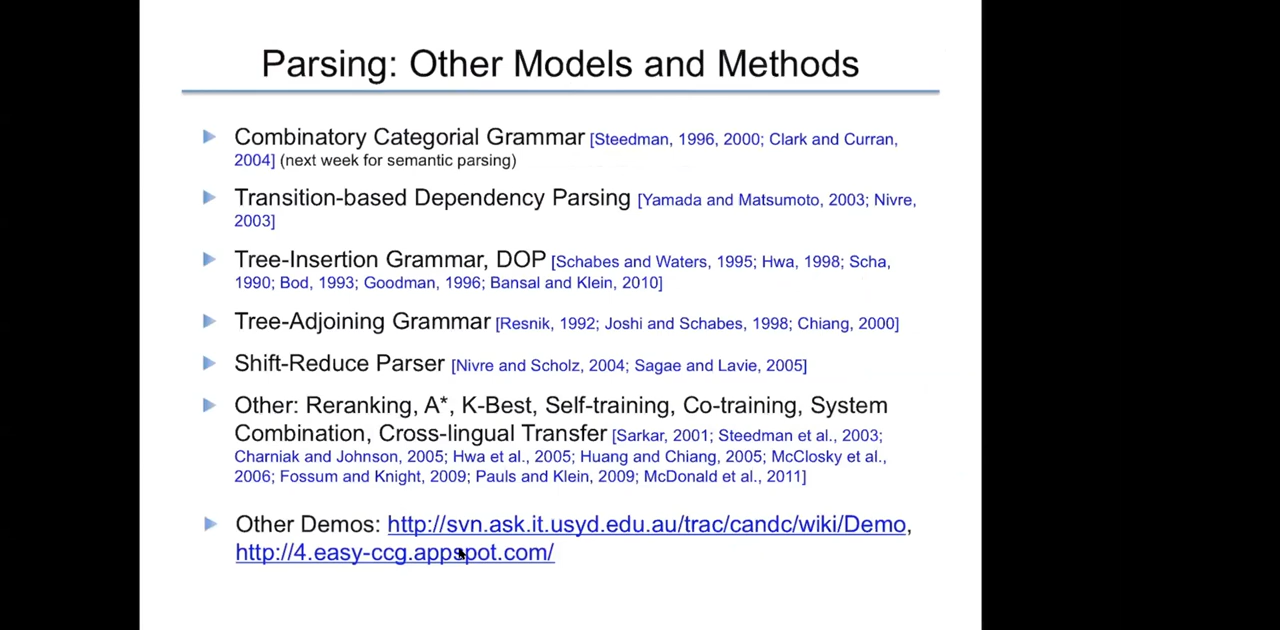 Parsing: Other Models and Methods
Combinatory Categorial Grammar [Steedman, 1996, 2000; Clark and Curran,
2004] (next week for semantic parsing)
Transition-based Dependency Parsing [Yamada and Matsumoto, 2003; Nivre,
2003]
Tree-Insertion Grammar, DOP [Schabes and Waters, 1995; Hwa, 1998; Scha,
1990; Bod, 1993; Goodman, 1996; Bansal and Klein, 2010]
Tree-Adjoining Grammar [Resnik, 1992; Joshi and Schabes, 1998; Chiang, 2000]
Shift-Reduce Parser [Nivre and Scholz, 2004; Sagae and Lavie, 2005]
Other: Reranking, A*, K-Best, Self-training, Co-training, System
Combination, Cross-lingual Transfer [Sarkar, 2001; Steedman et al., 2003;
Charniak and Johnson, 2005; Hwa et al., 2005; Huang and Chiang, 2005; McClosky et al.,
2006; Fossum and Knight, 2009; Pauls and Klein, 2009; McDonald et al., 2011]
Other Demos: http://svn.ask.it.usyd.edu.au/trac/candc/wiki/Demo,
http://4.easy-ccg.appspot.com/